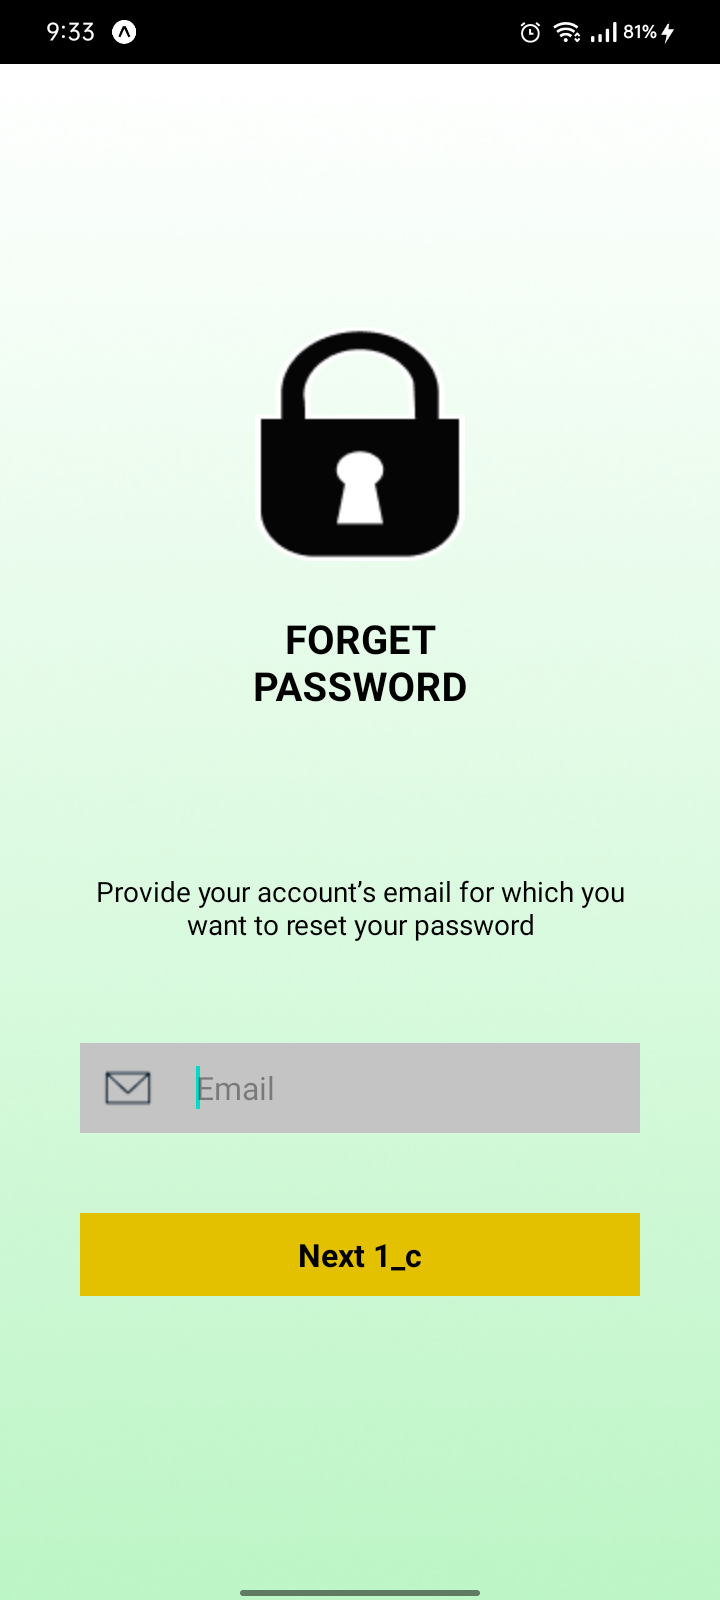 9:33
81%
FORGET
PASSWORD
Provide your account’s email for which you
want to reset your password
Email
Next 1_c